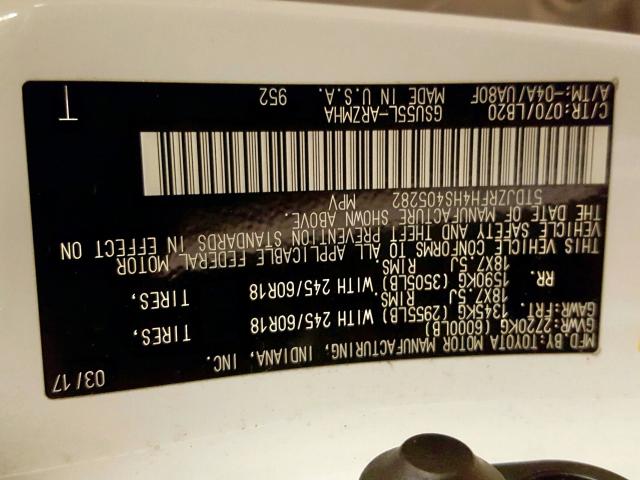 MFD.BY:TOYOTA MOTOR MANUFACTURING, INDIANA, INC. 03/17
GVWR:2720KG(6000LB)
GAWR:FRT. 1345KG (2955LB) WITH 245/60R18 TIRES,
18X7.5J RIMS
RR. 1590KG (3505LB) WITH 245/60R18 TIRES,
18X7.5J RIMS
THIS VEHICLE CONFORMS TO ALL APPLICABLE FEDERAL MOTOR
VEHICLE SAFETY AND THEFT PREVENTION STANDARDS IN EFFECT ON
THE DATE OF MANUFACTURE SHOWN ABOVE.
5TDJZRFH4HS405282 MPV
C/TR:070/LB20 GSU55L-ARZMHA 952 T
A/TM:-04A/UA80F MADE IN U.S.A.